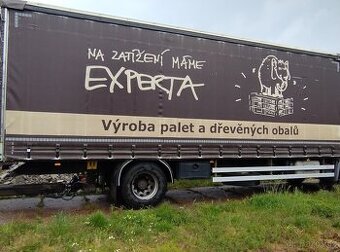 NA ZATÍŽENÍ MÁME
EXPERTA
Výroba palet a dřevěných obalů